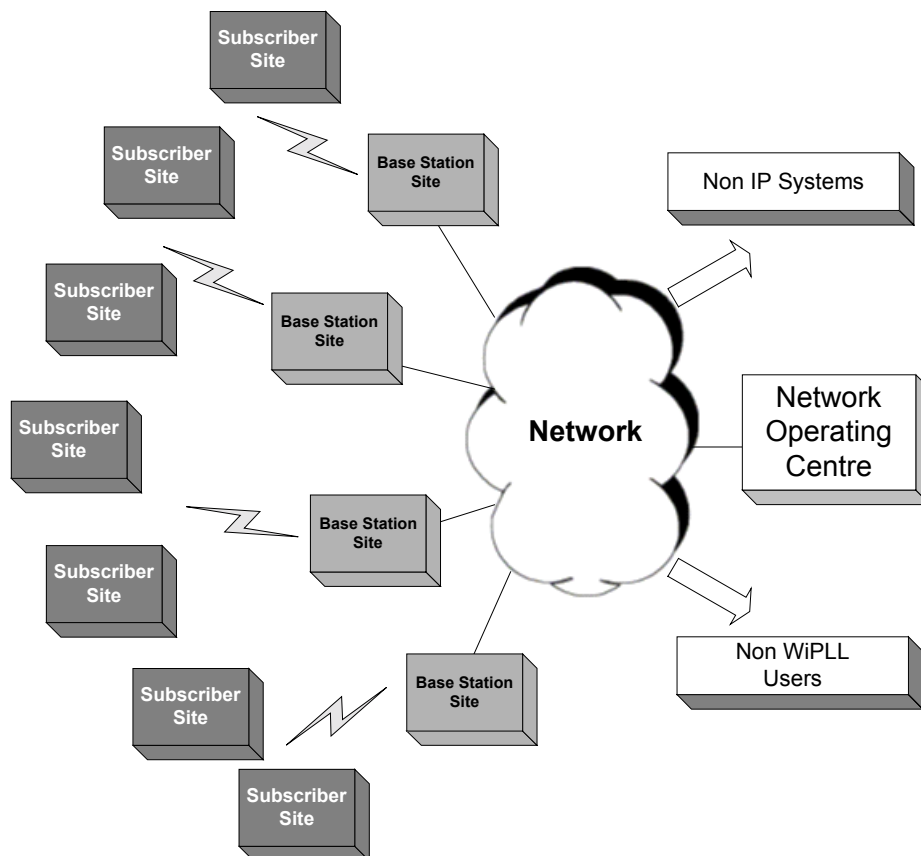 Subscriber
Site
Subscriber
Site
Base Station
Site
Non IP Systems
Subscriber
Site
Base Station
Site
Network
Operating
Centre
Subscriber
Site
Network
Base Station
Site
Subscriber
Site
Non WiPLL
Users
Subscriber
Site
Base Station
Site
Subscriber
Site